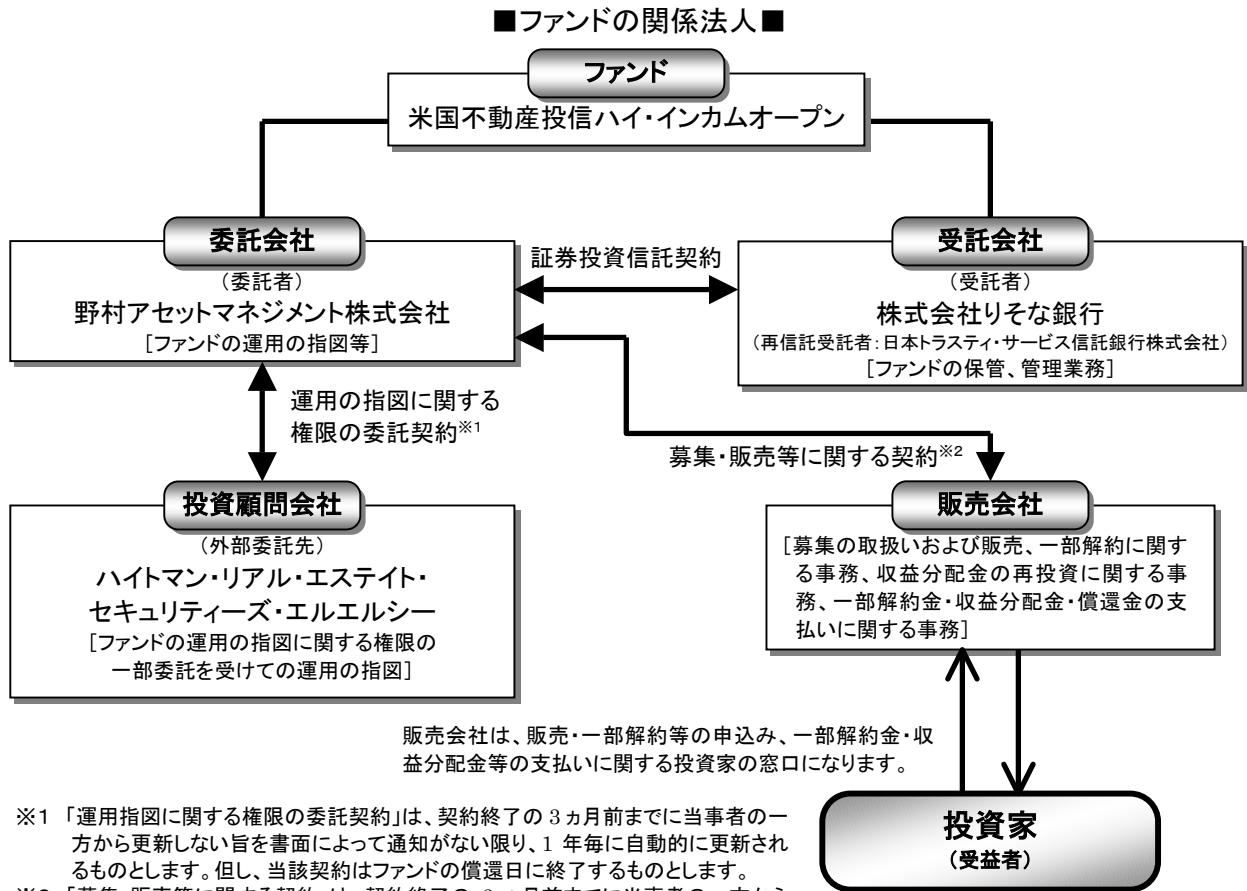 ■ファンドの関係法人■
ファンド
米国不動産投信ハイ・インカムオープン
委託会社
(委託者)
野村アセットマネジメント株式会社
[ファンドの運用の指図等]
証券投資信託契約
受託会社
(受託者)
株式会社りそな銀行
(再信託受託者:日本トラスティ・サービス信託銀行株式会社)
[ファンドの保管、管理業務]
運用の指図に関する
権限の委託契約※1
募集・販売等に関する契約※2
投資顧問会社
(外部委託先)
ハイトマン・リアル・エステイト・
セキュリティーズ・エルエルシー
[ファンドの運用の指図に関する権限の
一部委託を受けての運用の指図]
販売会社
[募集の取扱いおよび販売、一部解約に関す
る事務、収益分配金の再投資に関する事
務、一部解約金・収益分配金・償還金の支
払いに関する事務]
販売会社は、販売・一部解約等の申込み、一部解約金・収
益分配金等の支払いに関する投資家の窓口になります。
投資家
(受益者)
※1 「運用指図に関する権限の委託契約」は、契約終了の 3 ヵ月前までに当事者の一
方から更新しない旨を書面によって通知がない限り、1 年毎に自動的に更新され
るものとします。但し、当該契約はファンドの償還日に終了するものとします。